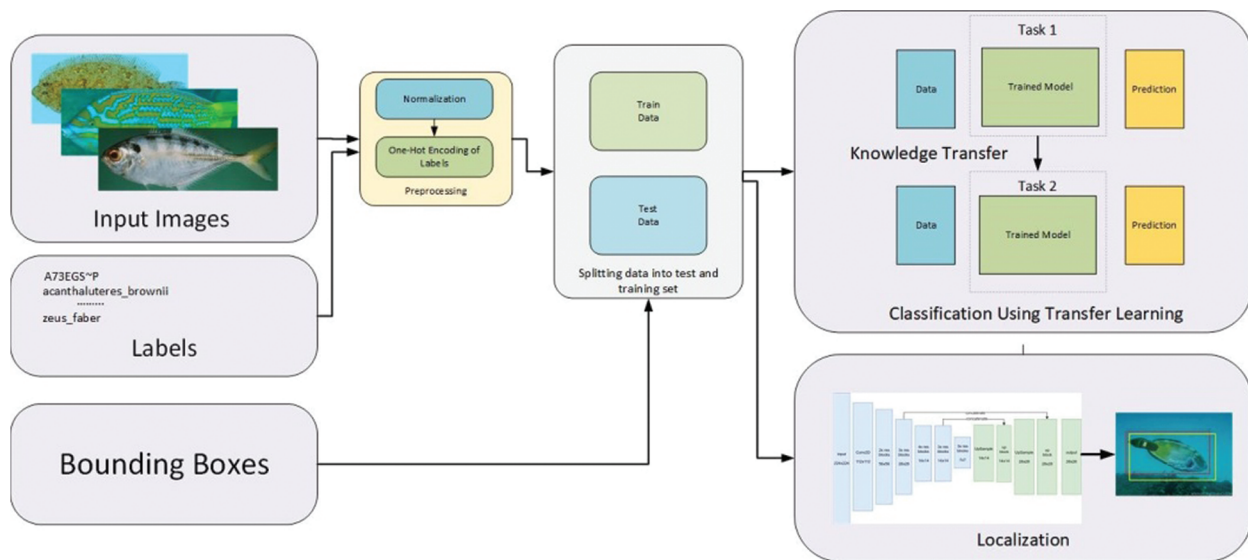 Input Images
A73EGS~P
acanthaluteres_brownii
.........
zeus_faber
Labels
Bounding Boxes
Normalization
One-Hot Encoding of
Labels
Preprocessing
Train
Data
Test
Data
Splitting data into test and
training set
Task 1
Data
Trained Model
Prediction
Knowledge Transfer
Task 2
Data
Trained Model
Prediction
Classification Using Transfer Learning
Localization